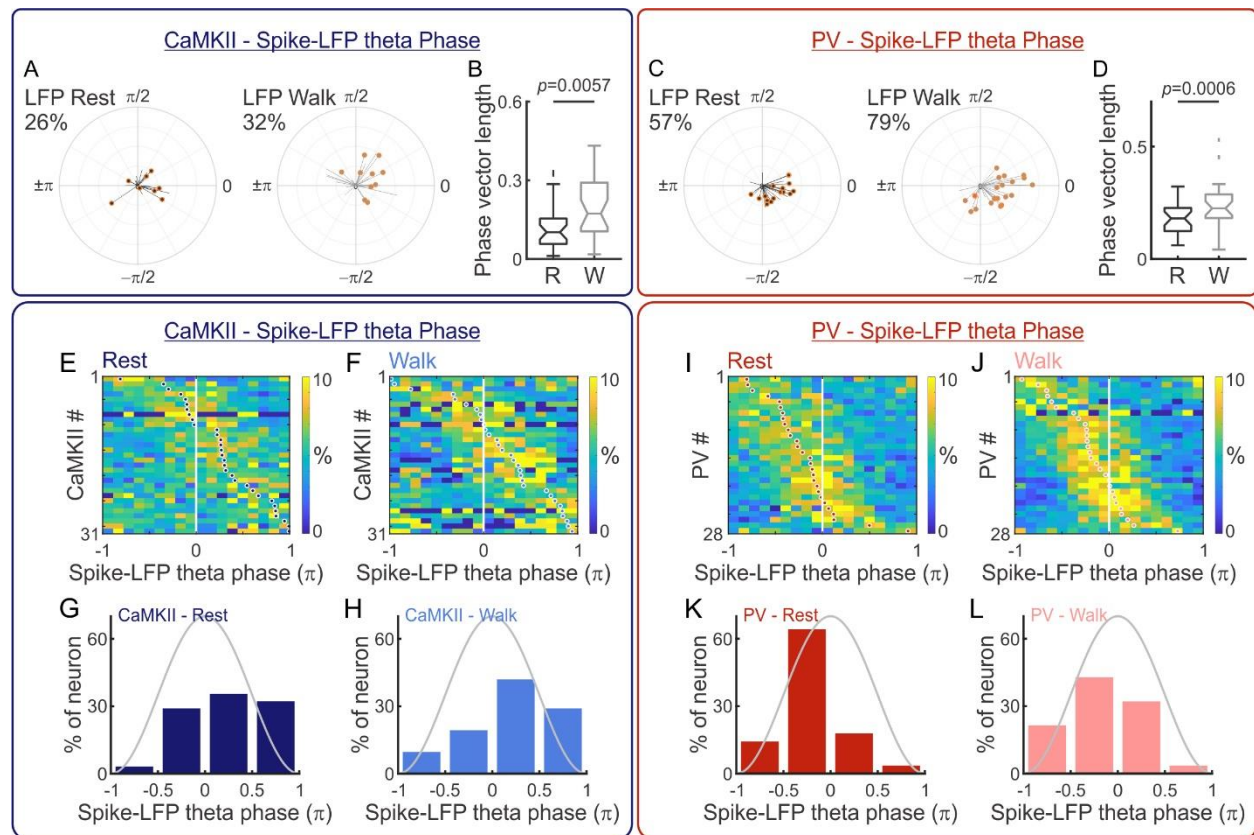 CaMKII - Spike-LFP theta Phase
A
LFP Rest
26%
π/2
±π
0
−π/2
LFP Walk
32%
π/2
±π
0
−π/2
B
p=0.0057
Phase vector length
0.6
0.3
0
R W
PV - Spike-LFP theta Phase
C
LFP Rest
57%
π/2
±π
0
−π/2
LFP Walk
79%
π/2
±π
0
−π/2
D
p=0.0006
Phase vector length
0.5
0
R W
CaMKII - Spike-LFP theta Phase
E
Rest
CaMKII #
1
31
-1 0 1
Spike-LFP theta phase (π)
10
%
0
F
Walk
1
31
-1 0 1
Spike-LFP theta phase (π)
10
%
0
G
CaMKII - Rest
% of neuron
60
30
0
-1 -0.5 0 0.5 1
Spike-LFP theta phase (π)
H
CaMKII - Walk
% of neuron
60
30
0
-1 -0.5 0 0.5 1
Spike-LFP theta phase (π)
PV - Spike-LFP theta Phase
I
Rest
PV #
1
28
-1 0 1
Spike-LFP theta phase (π)
10
%
0
J
Walk
PV #
1
28
-1 0 1
Spike-LFP theta phase (π)
10
%
0
K
PV - Rest
% of neuron
60
30
0
-1 -0.5 0 0.5 1
Spike-LFP theta phase (π)
L
PV - Walk
% of neuron
60
30
0
-1 -0.5 0 0.5 1
Spike-LFP theta phase (π)